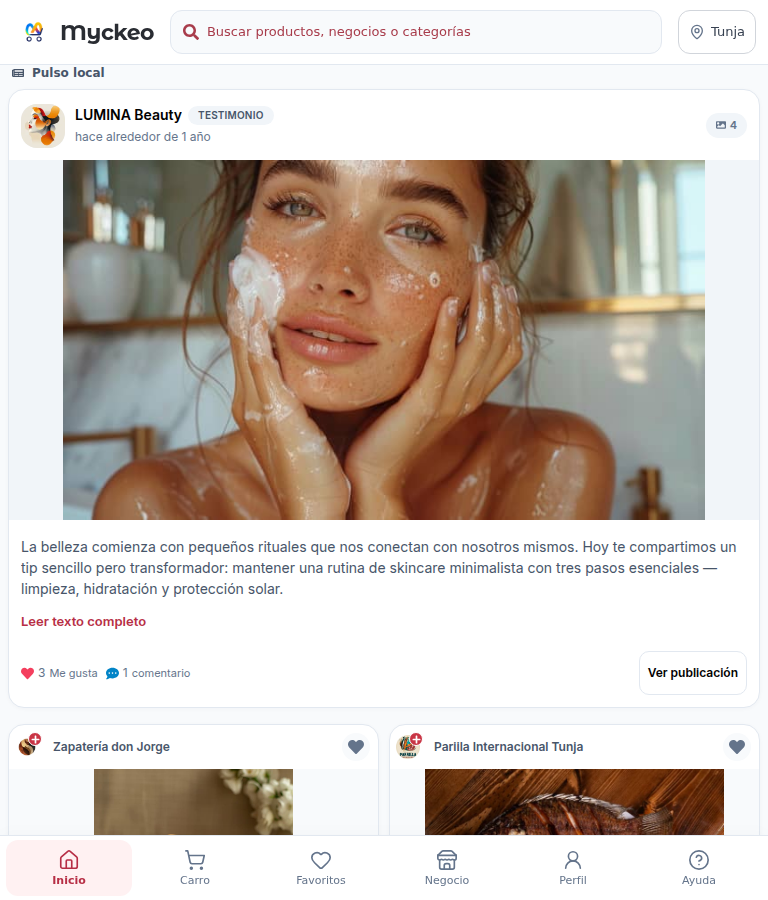 Myckeo
Buscar productos, negocios o categorías
Tunja
Pulso local
LUMINA Beauty TESTIMONIO
hace alrededor de 1 año
4
La belleza comienza con pequeños rituales que nos conectan con nosotros mismos. Hoy te compartimos un
tip sencillo pero transformador: mantener una rutina de skincare minimalista con tres pasos esenciales —
limpieza, hidratación y protección solar.
Leer texto completo
3 Me gusta 1 comentario
Ver publicación
Zapatería don Jorge
Pariila Internacional Tunja
PARRILLA
Inicio
Carro
Favoritos
Negocio
Perfil
Ayuda